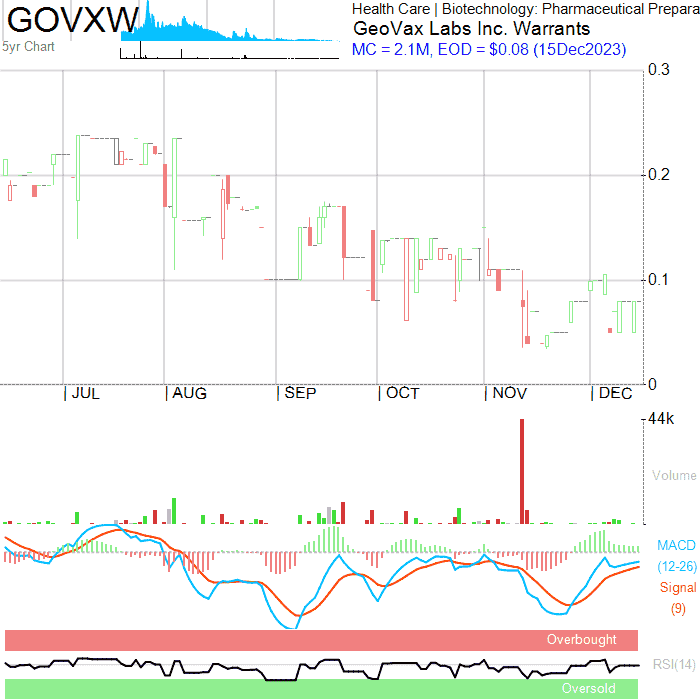 GOVXW
5yr Chart
Health Care | Biotechnology: Pharmaceutical Prepara
GeoVax Labs Inc. Warrants
MC = 2.1M, EOD = $0.08 (15Dec2023)
0.3
0.2
0.1
0
JUL
AUG
SEP
OCT
NOV
DEC
44k
Volume
MACD
(12-26)
Signal
(9)
Overbought
RSI(14)
Oversold